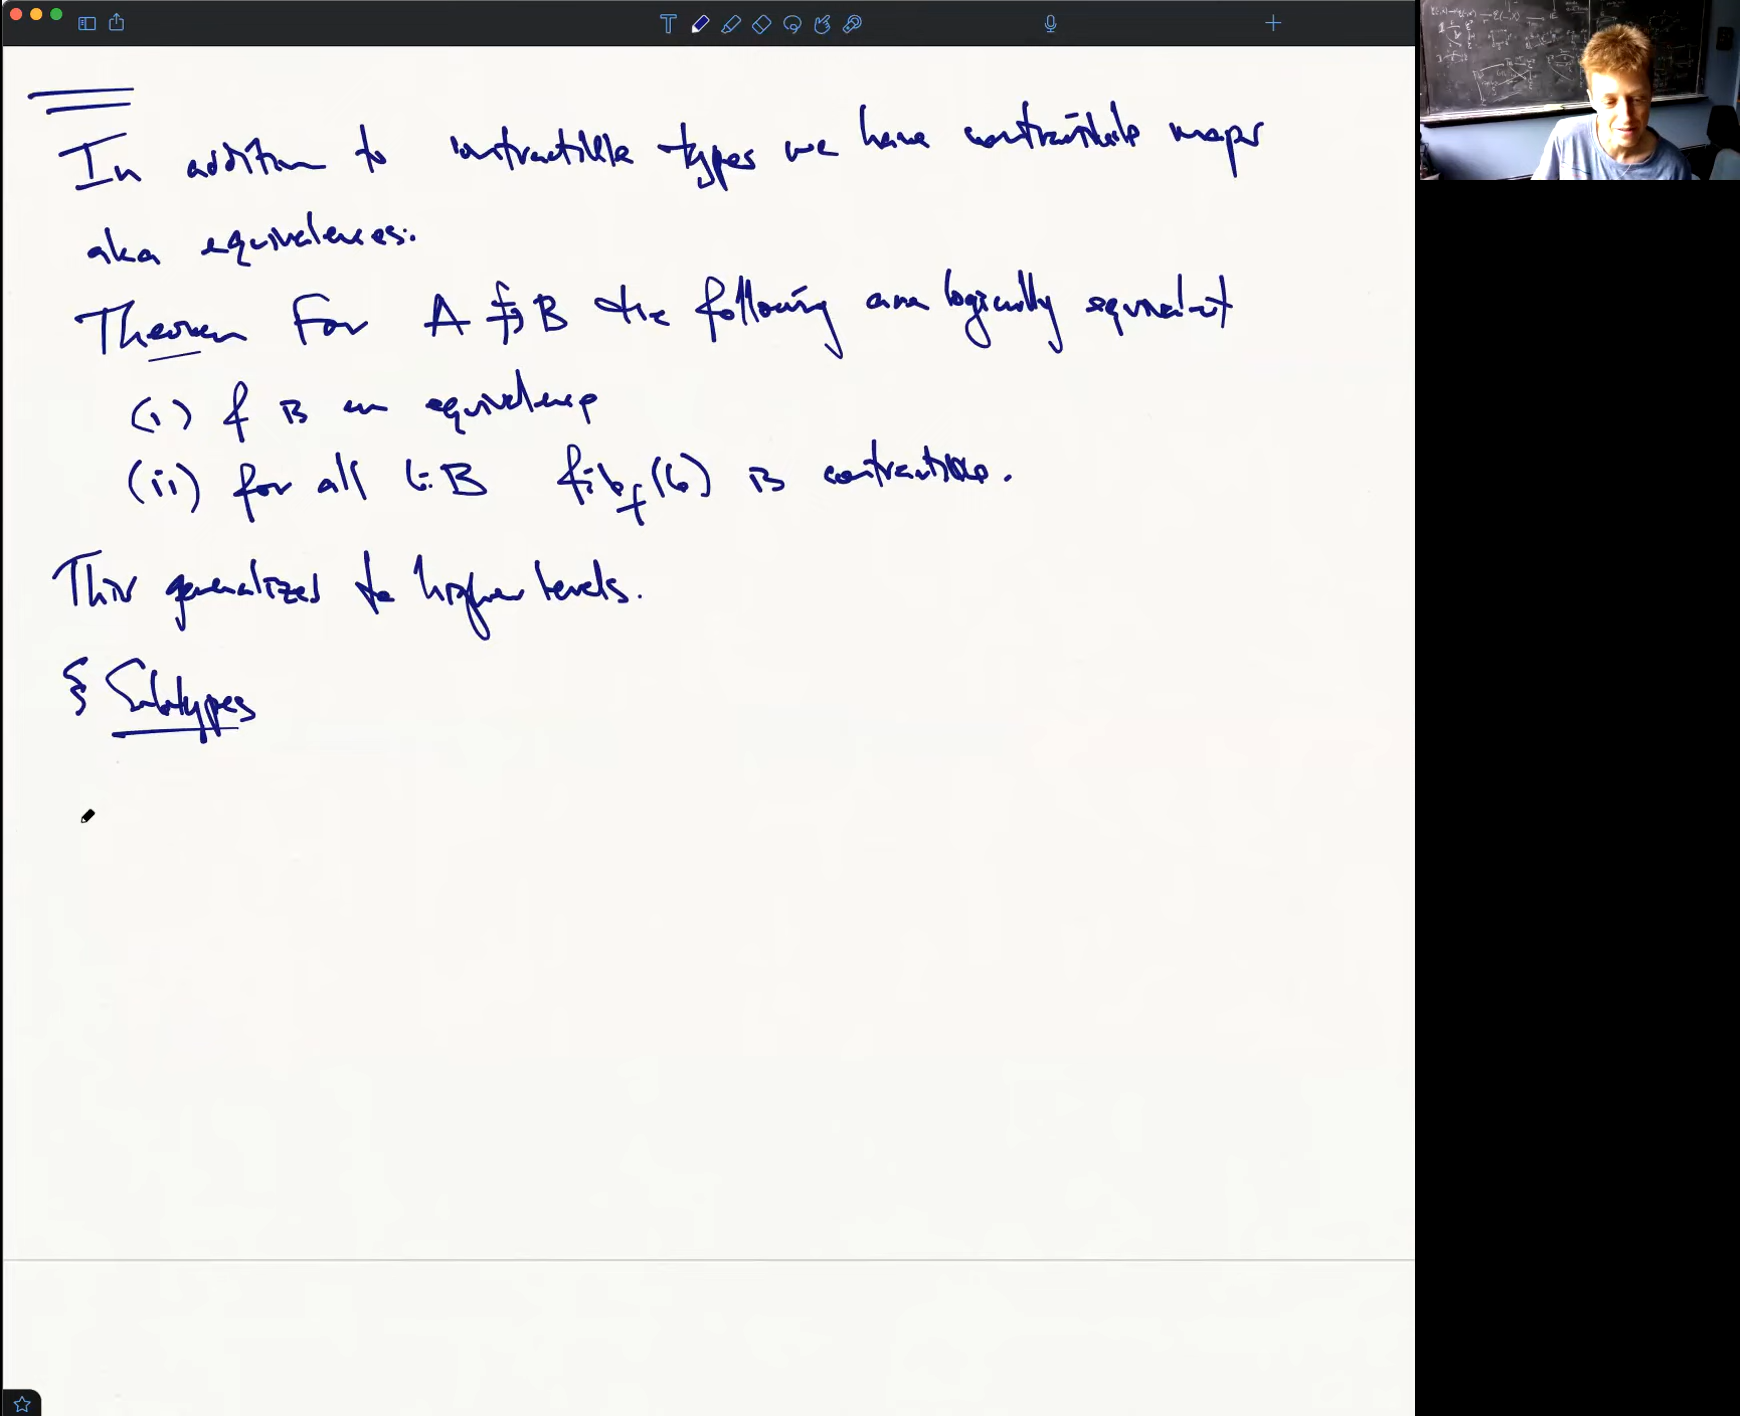 In addition to contractible types we have contractible maps
aka equivalences.
Theorem For A f→ B the following are logically equivalent
(i) f is an equivalence
(ii) for all b:B fib_f(b) is contractible.
This generalizes to higher levels.
§ Subtypes